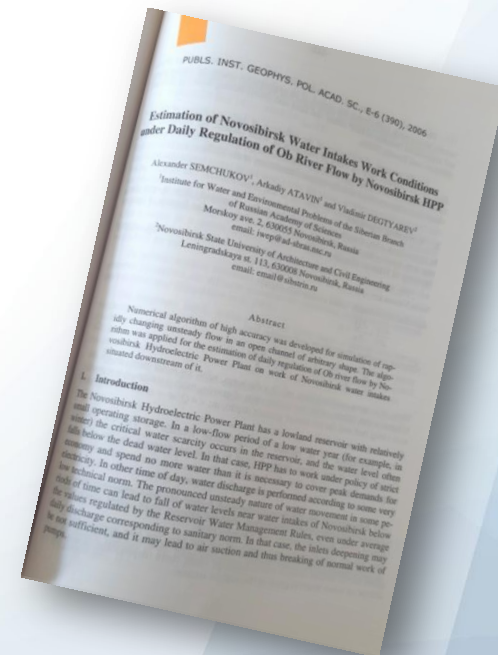 PUBLS. INST. GEOPHYS. POL. ACAD. SC., E-6 (390), 2006
Estimation of Novosibirsk Water Intakes Work Conditions
under Daily Regulation of Ob River Flow by Novosibirsk HPP
Alexander SEMCHUKOV¹, Arkadiy ATAVIN¹ and Vladimir DEGTYAREV²
¹Institute for Water and Environmental Problems of the Siberian Branch
of Russian Academy of Sciences
Morskoy ave. 2, 630055 Novosibirsk, Russia
email: iwep@ad-sbras.nsc.ru
²Novosibirsk State University of Architecture and Civil Engineering
Leningradskaya st. 113, 630008 Novosibirsk, Russia
email: email@sibstrin.ru
Abstract
Numerical algorithm of high accuracy was developed for simulation of rap-
idly changing unsteady flow in an open channel of arbitrary shape. The algo-
rithm was applied for the estimation of daily regulation of Ob river flow by No-
vosibirsk Hydroelectric Power Plant on work of Novosibirsk water intakes
situated downstream of it.
1. Introduction
The Novosibirsk Hydroelectric Power Plant has a lowland reservoir with relatively
small operating storage. In a low-flow period of a low water year (for example, in
winter) the critical water scarcity occurs in the reservoir, and the water level often
falls below the dead water level. In that case, HPP has to work under policy of strict
economy and spend no more water than it is necessary to cover peak demands for
electricity. In other time of day, water discharge is performed according to some very
low technical norm. The pronounced unsteady nature of water movement in some pe-
riods of time can lead to fall of water levels near water intakes of Novosibirsk below
the values regulated by the Reservoir Water Management Rules, even under average
daily discharge corresponding to sanitary norm. In that case, the inlets deepening may
be not sufficient, and it may lead to air suction and thus breaking of normal work of
pumps.